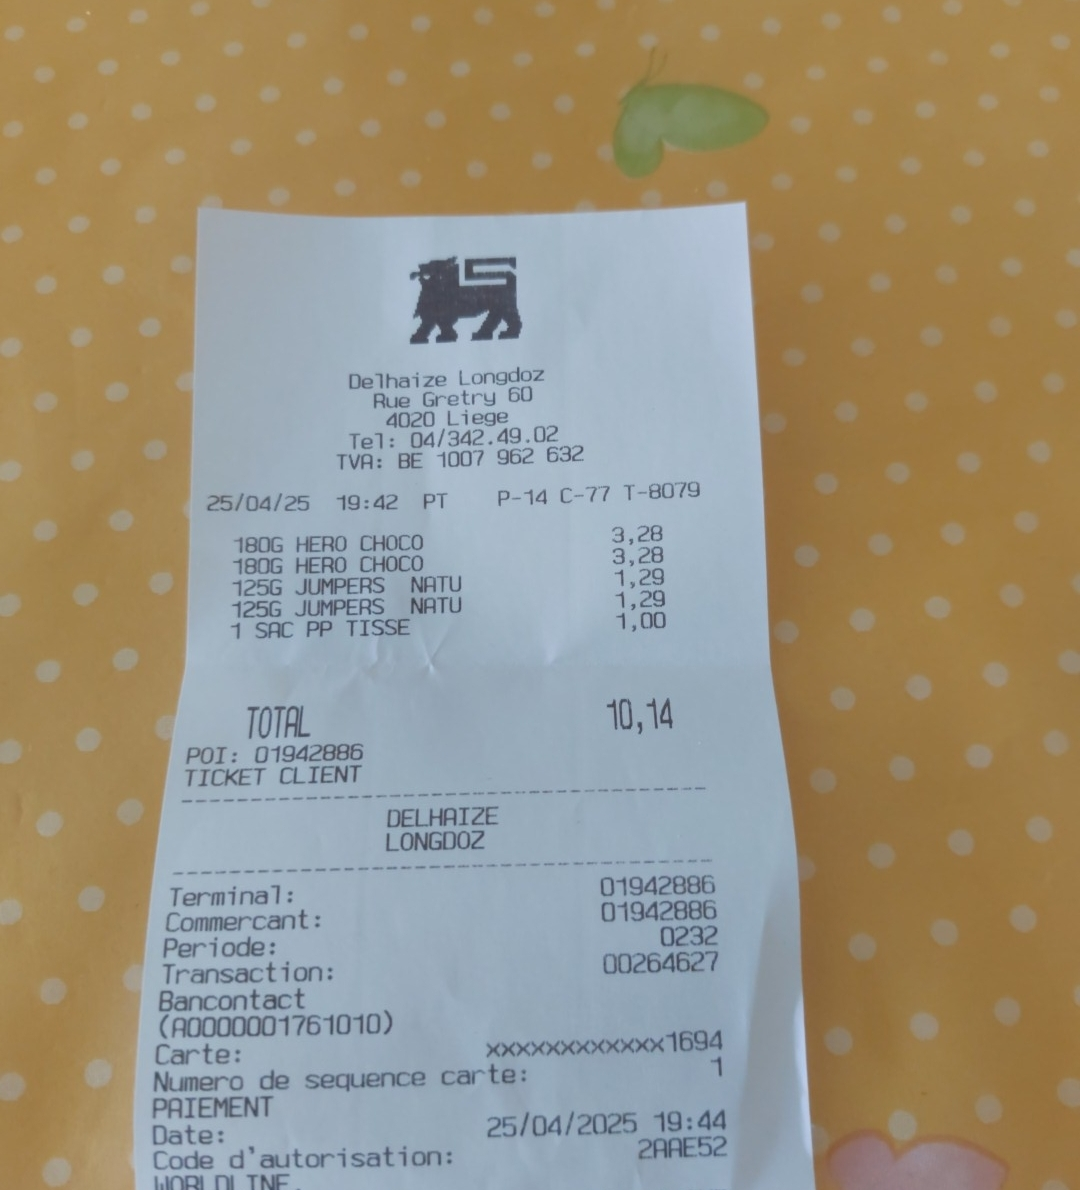 Delhaize Longdoz
Rue Gretry 60
4020 Liege
Tel: 04/342.49.02
TVA: BE 1007 962 632
25/04/25 19:42 PT P-14 C-77 T-8079
180G HERO CHOCO 3,28
180G HERO CHOCO 3,28
125G JUMPERS NATU 1,29
125G JUMPERS NATU 1,29
1 SAC PP TISSE 1,00
TOTAL 10,14
POI: 01942886
TICKET CLIENT
DELHAIZE
LONGDOZ
Terminal: 01942886
Commercant: 01942886
Periode: 0232
Transaction: 00264627
Bancontact
(A0000001761010)
Carte: xxxxxxxxxxxxx1694
Numero de sequence carte: 1
PAIEMENT
Date: 25/04/2025 19:44
Code d'autorisation: 2AAE52
WORLDLINE